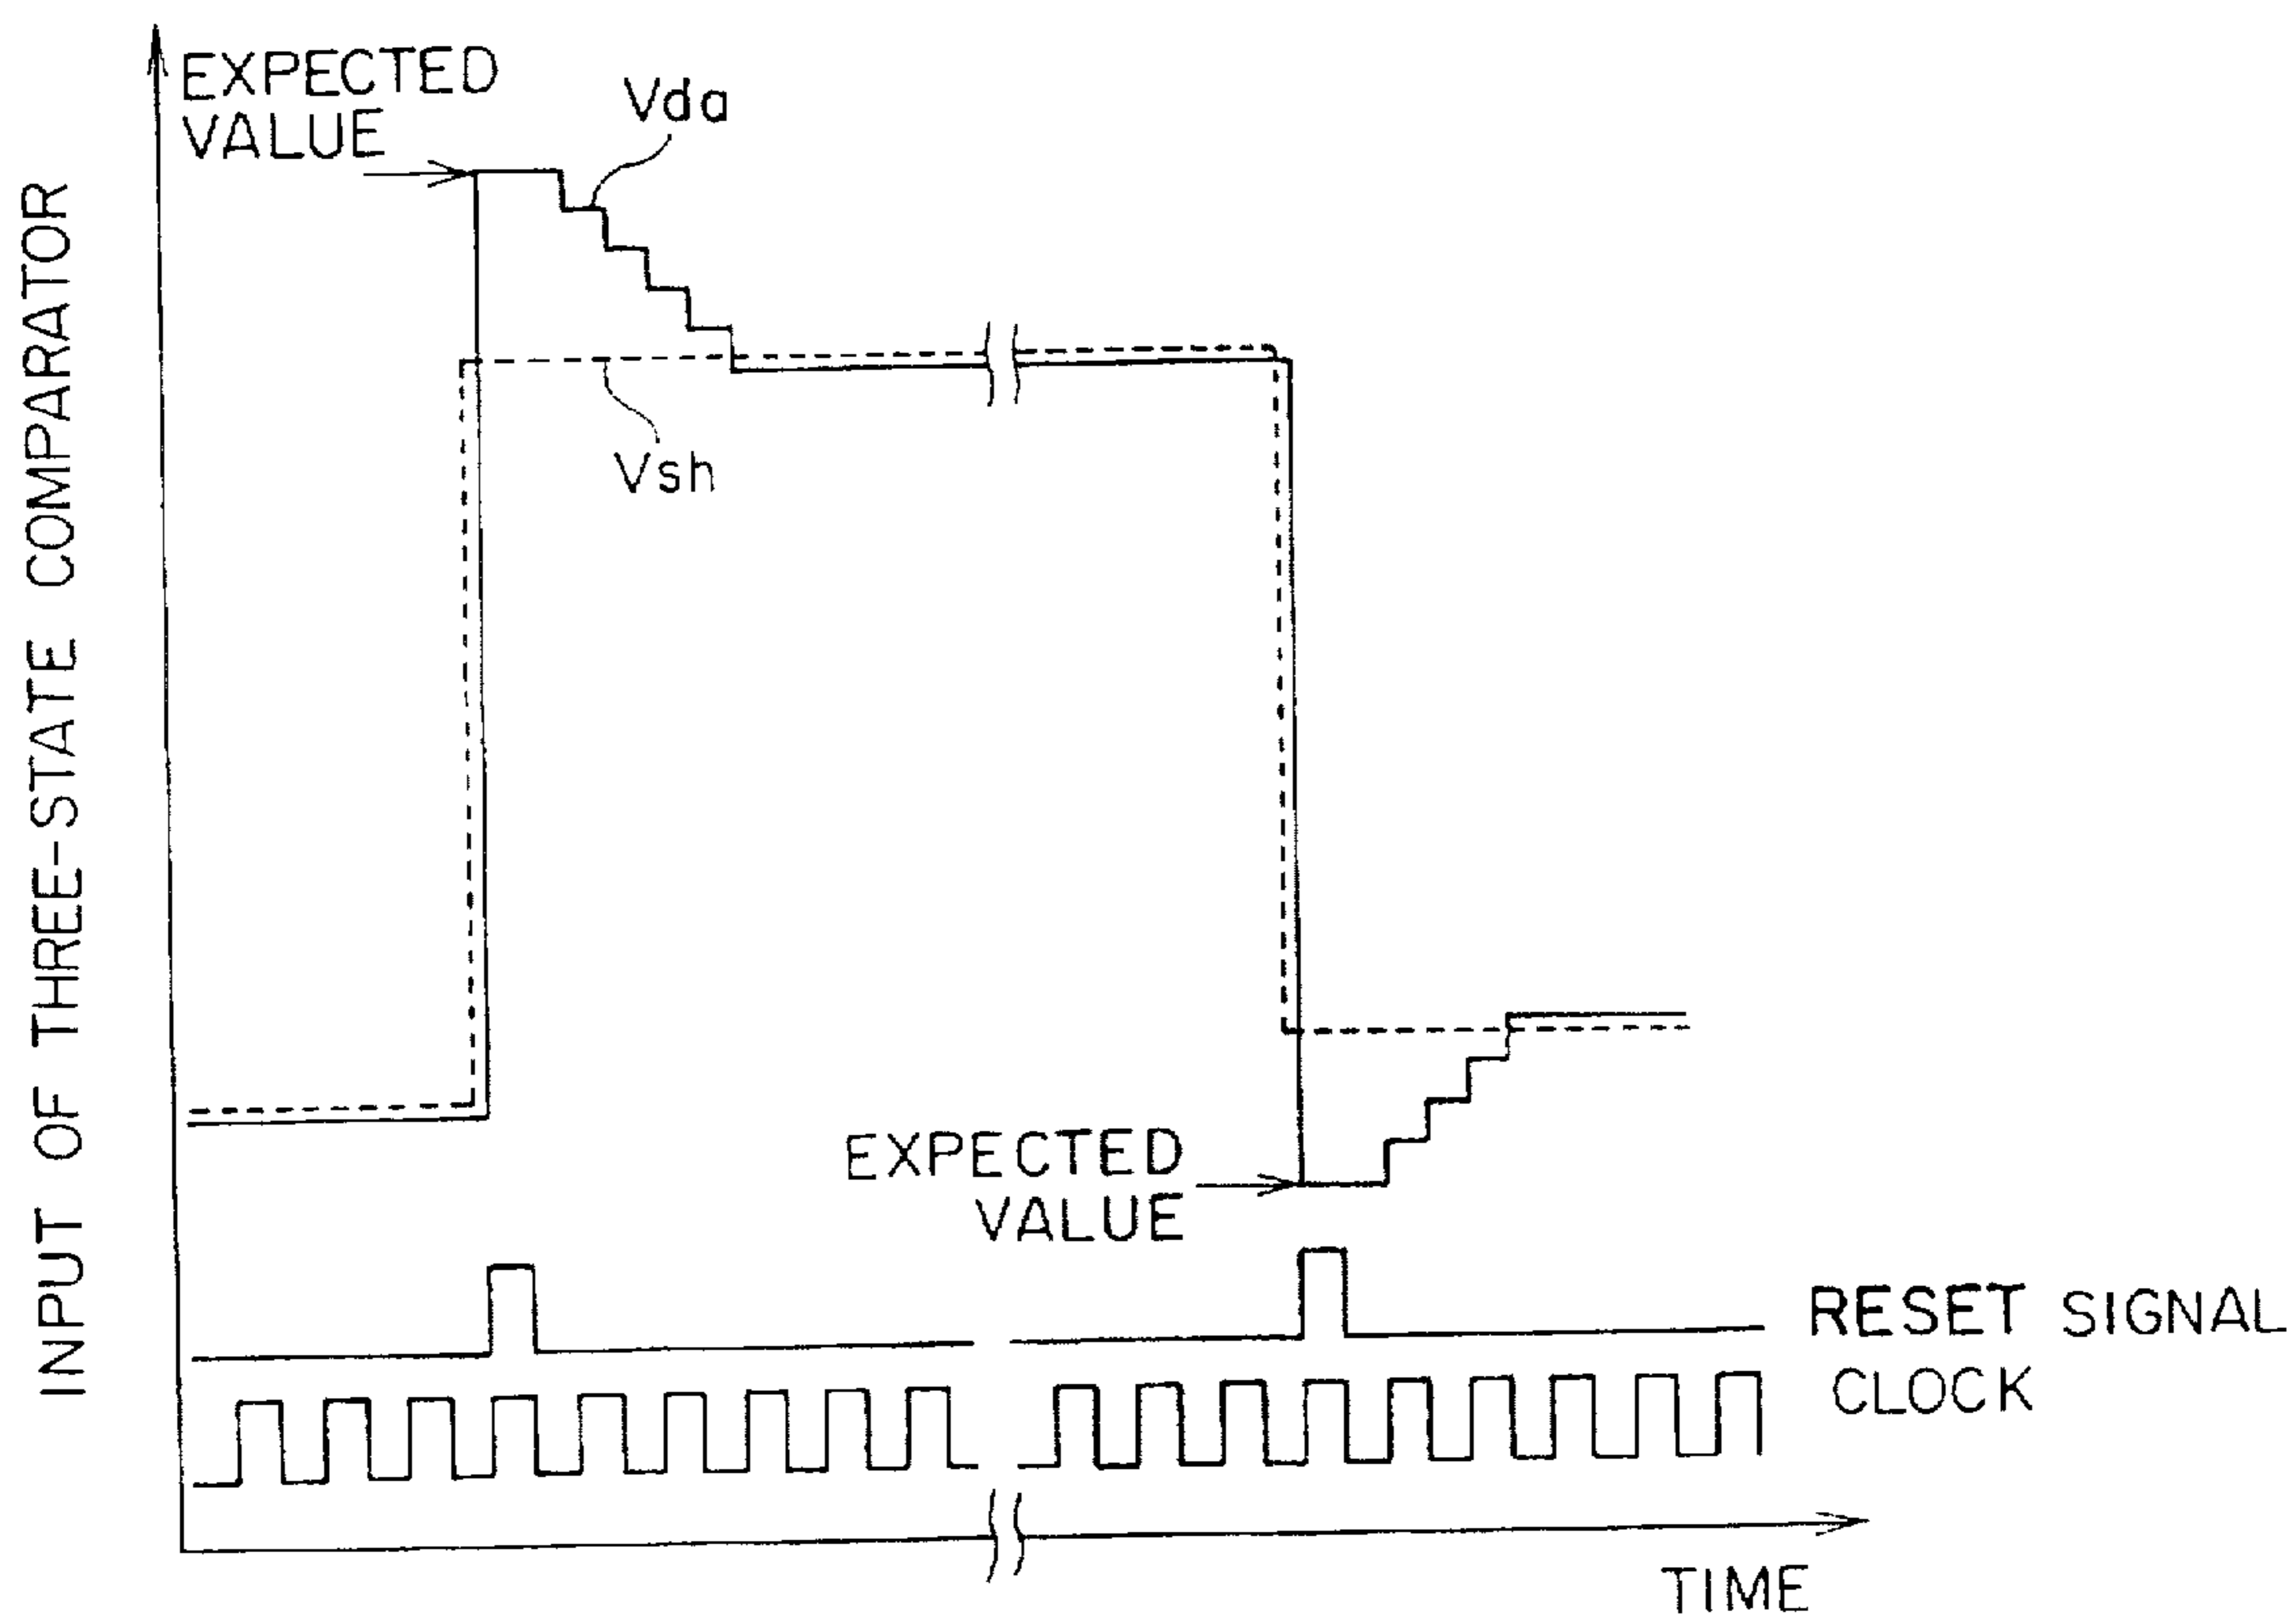 INPUT OF THREE-STATE COMPARATOR
EXPECTED
VALUE
Vda
Vsh
EXPECTED
VALUE
RESET SIGNAL
CLOCK
TIME